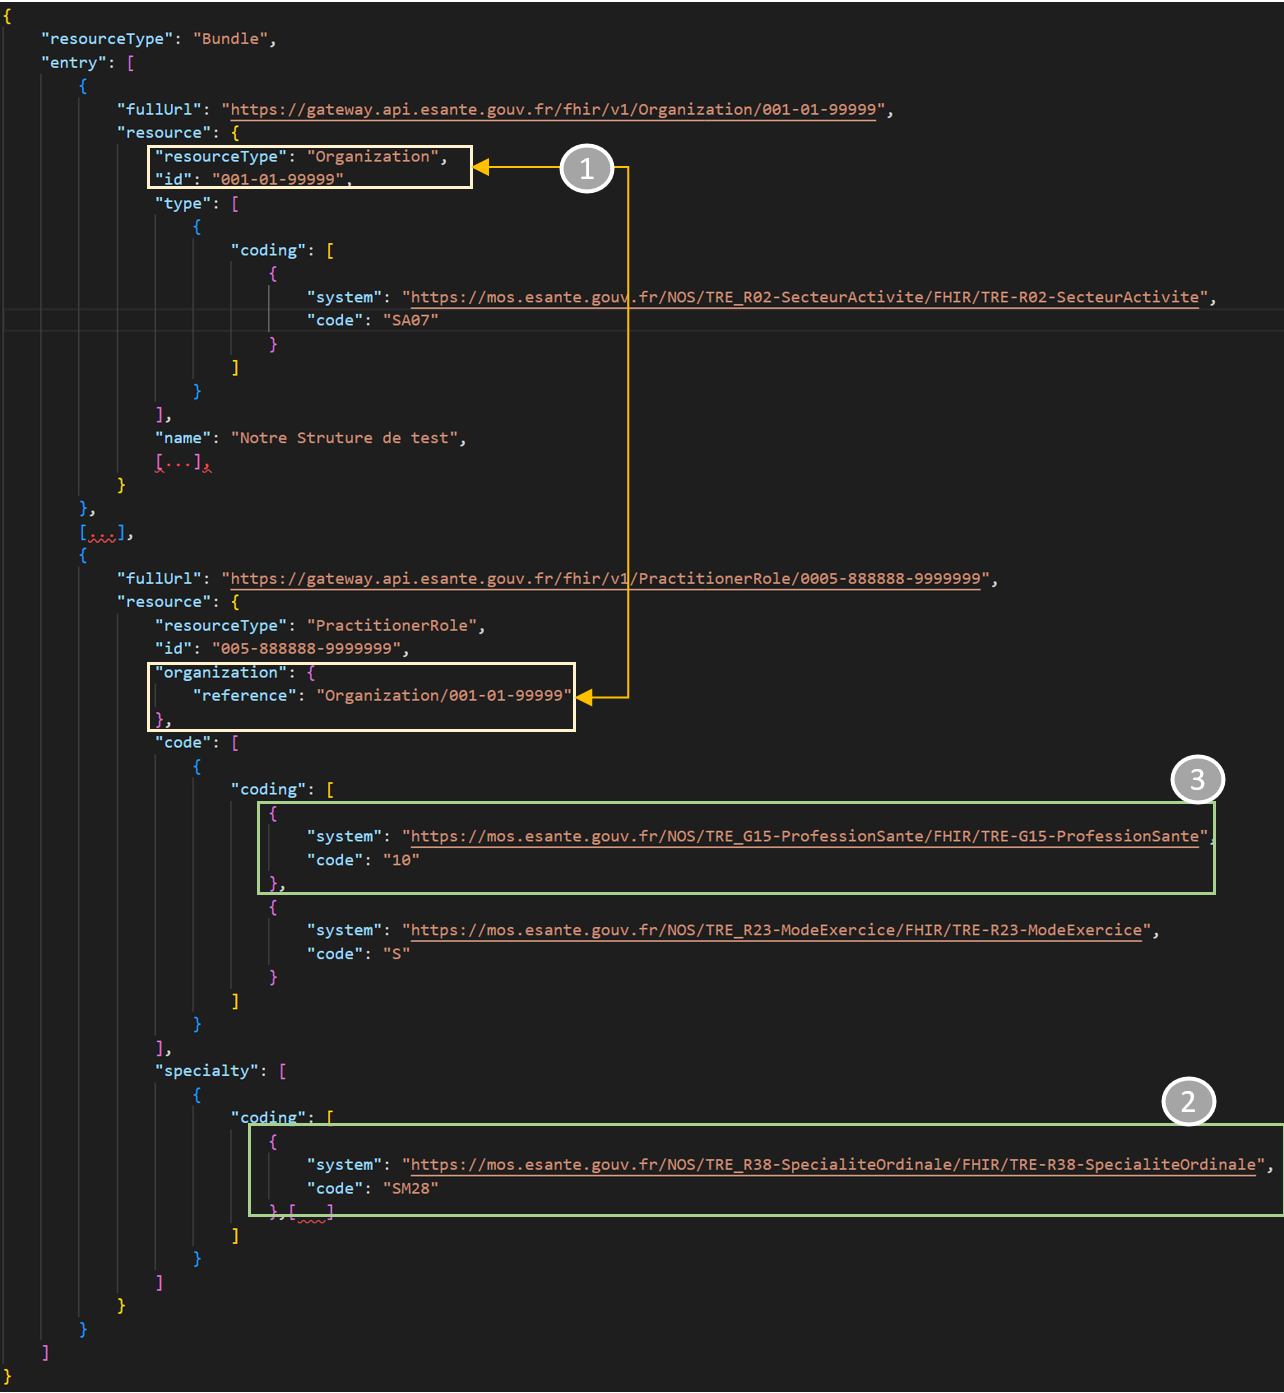 {
"resourceType": "Bundle",
"entry": [
{
"fullUrl": "https://gateway.api.esante.gouv.fr/fhir/v1/Organization/001-01-99999",
"resource": {
"resourceType": "Organization",
1
"id": "001-01-99999",
"type": [
{
"coding": [
{
"system": "https://mos.esante.gouv.fr/NOS/TRE_R02-SecteurActivite/FHIR/TRE-R02-SecteurActivite",
"code": "SA07"
}
]
}
],
"name": "Notre Struture de test",
[...],
}
},
[...],
{
"fullUrl": "https://gateway.api.esante.gouv.fr/fhir/v1/PractitionerRole/0005-888888-9999999",
"resource": {
"resourceType": "PractitionerRole",
"id": "005-888888-9999999",
"organization": {
"reference": "Organization/001-01-99999"
},
"code": [
{
3
"coding": [
{
"system": "https://mos.esante.gouv.fr/NOS/TRE_G15-ProfessionSante/FHIR/TRE-G15-ProfessionSante",
"code": "10"
},
{
"system": "https://mos.esante.gouv.fr/NOS/TRE_R23-ModeExercice/FHIR/TRE-R23-ModeExercice",
"code": "S"
}
]
}
],
"specialty": [
{
2
"coding": [
{
"system": "https://mos.esante.gouv.fr/NOS/TRE_R38-SpecialiteOrdinale/FHIR/TRE-R38-SpecialiteOrdinale",
"code": "SM28"
},[...]
]
}
]
}
}
]
}